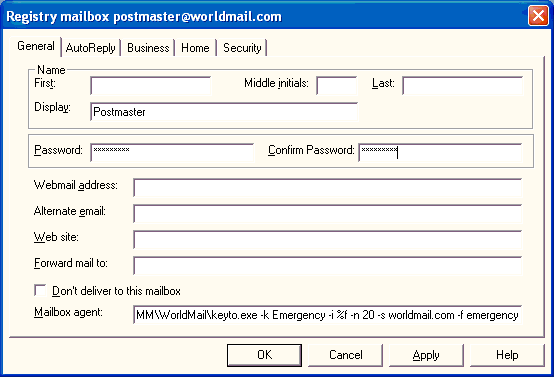 Registry mailbox postmaster@worldmail.com
General AutoReply Business Home Security
Name
First: Middle initials: Last:
Display: Postmaster
Password: ********* Confirm Password: *********
Webmail address:
Alternate email:
Web site:
Forward mail to:
Don't deliver to this mailbox
Mailbox agent: MM\WorldMail\keyto.exe -k Emergency -i %f -n 20 -s worldmail.com -f emergency
OK Cancel Apply Help